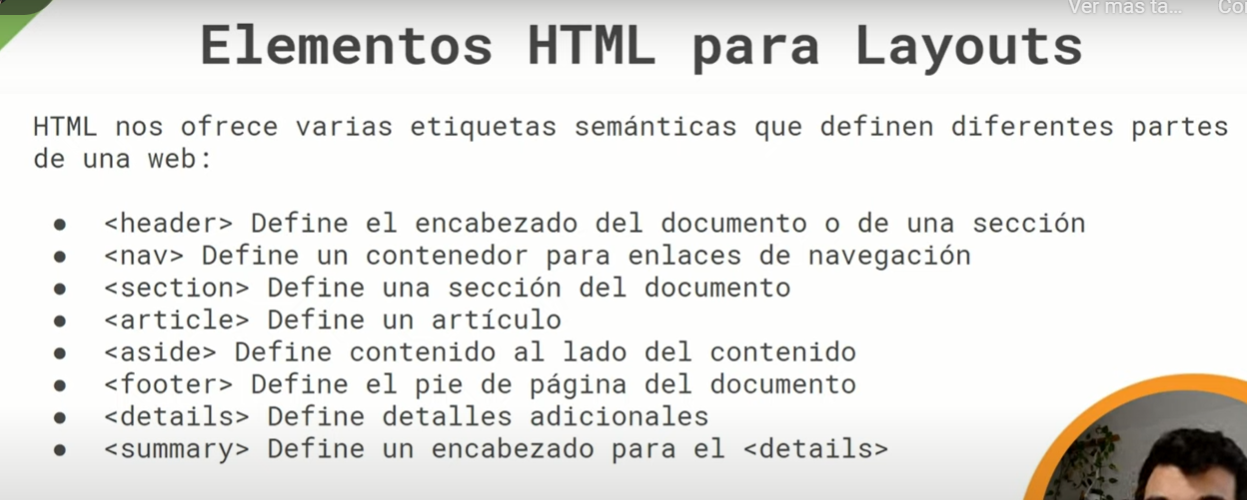 Ver más ta...
Elementos HTML para Layouts
HTML nos ofrece varias etiquetas semánticas que definen diferentes partes
de una web:
● <header> Define el encabezado del documento o de una sección
● <nav> Define un contenedor para enlaces de navegación
● <section> Define una sección del documento
● <article> Define un artículo
● <aside> Define contenido al lado del contenido
● <footer> Define el pie de página del documento
● <details> Define detalles adicionales
● <summary> Define un encabezado para el <details>